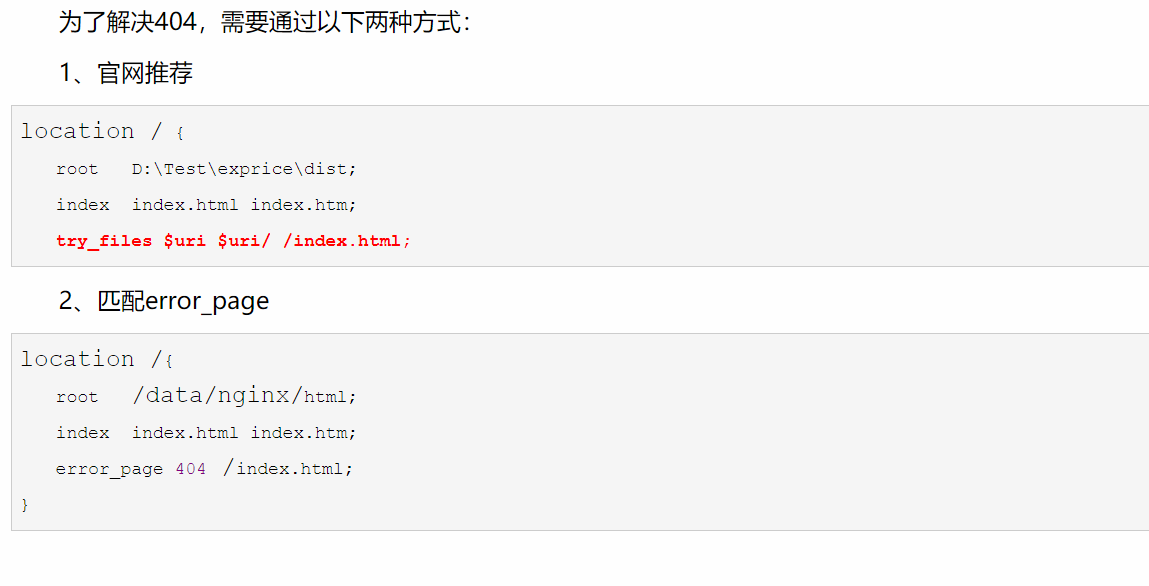 为了解决404，需要通过以下两种方式：
1、官网推荐
location / {
root   D:\Test\exprice\dist;
index  index.html index.htm;
try_files $uri $uri/ /index.html;
2、匹配error_page
location /{
root   /data/nginx/html;
index  index.html index.htm;
error_page 404 /index.html;
}